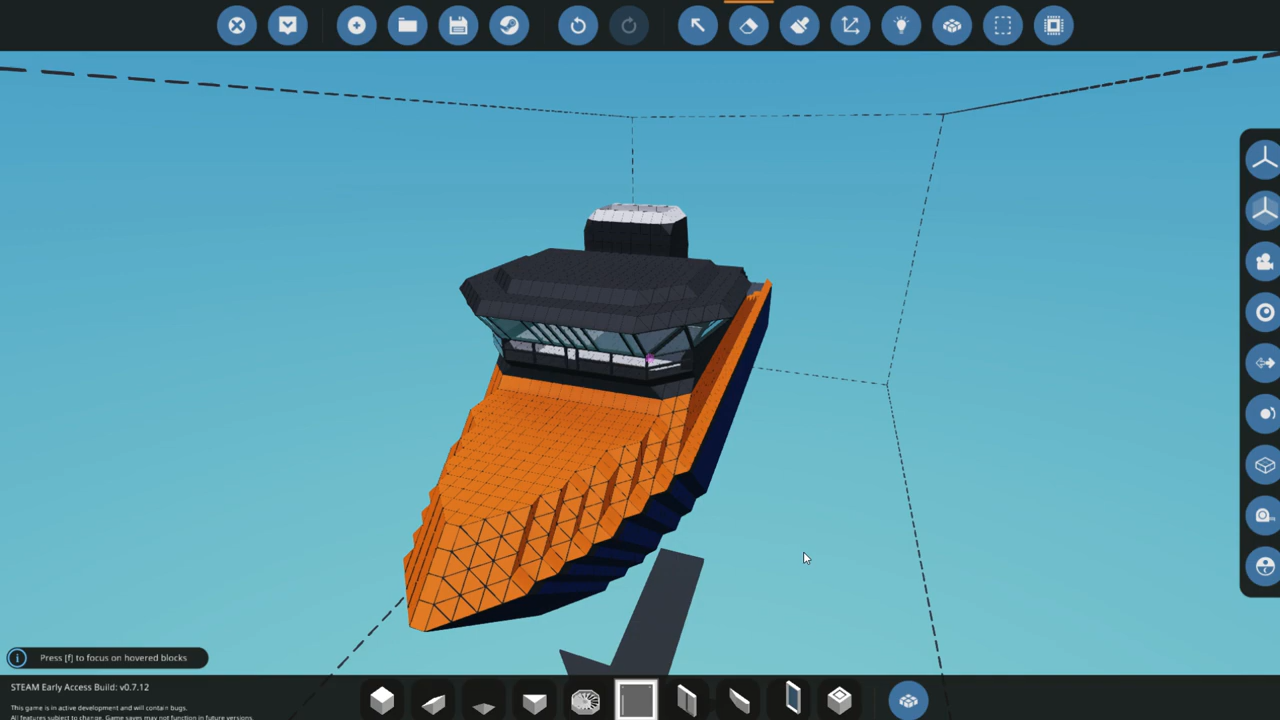 Press [f] to focus on hovered blocks
STEAM Early Access Build: v0.7.12
This game is in active development and will contain bugs.
All features subject to change. Game saves may not function in future versions.